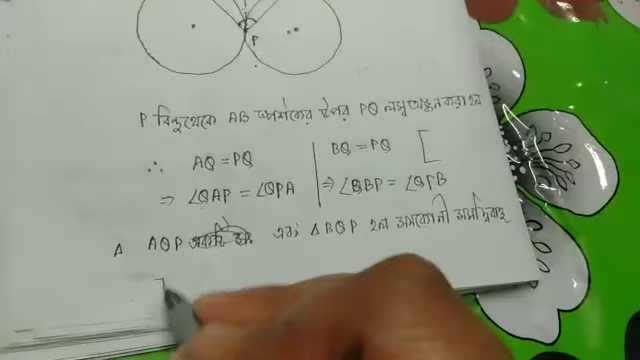 P
P বিন্দু থেকে AB স্পর্শকের উপর PQ লম্ব অঙ্কন করা হল
∴ AQ = PQ | BQ = PQ [
⇒ ∠QAP = ∠QPA | ⇒ ∠QBP = ∠QPB
Δ AQP এবং ΔBQP হল সমকোণী সমদ্বিবাহু